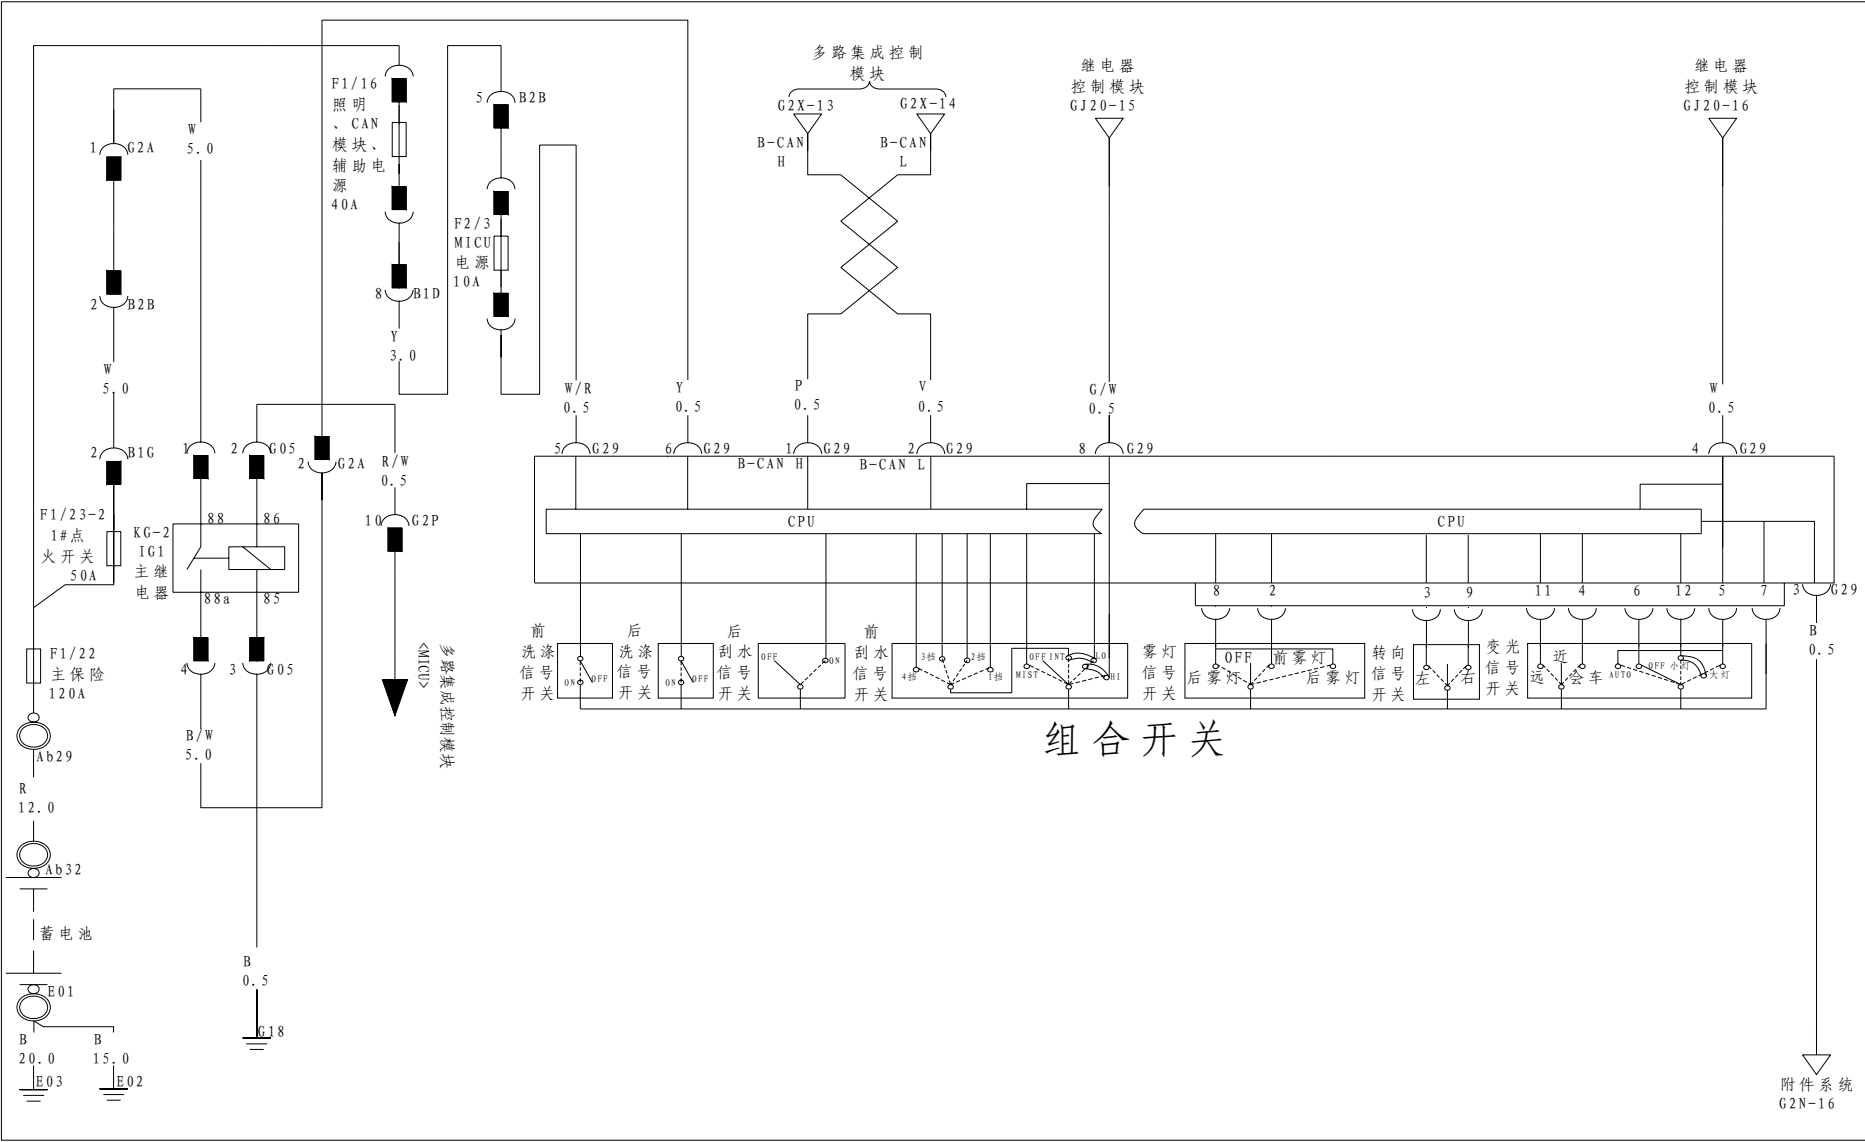 多路集成控制
模块
G2X-13
G2X-14
B-CAN
H
B-CAN
L
继电器
控制模块
GJ20-15
继电器
控制模块
GJ20-16
F1/16
照明
、CAN
模块、
辅助电
源
40A
5
B2B
W
5.0
1
G2A
F2/3
MICU
电源
10A
8
B1D
2
B2B
Y
3.0
W
5.0
W/R
0.5
Y
0.5
P
0.5
V
0.5
G/W
0.5
W
0.5
2
B1G
1
2
G05
2
G2A
R/W
0.5
5
G29
6
G29
1
G29
2
G29
8
G29
4
G29
B-CAN H
B-CAN L
10
G2P
CPU
CPU
F1/23-2
1#点
火开关
50A
KG-2
IG1
主继
电器
88
86
88a
85
8
2
3
9
11
4
6
12
5
7
3
G29
B
0.5
F1/22
主保险
120A
4
3
G05
多路集成控制模块
<MICU>
前
洗涤
信号
开关
ON
OFF
后
洗涤
信号
开关
ON
OFF
后
刮水
信号
开关
OFF
ON
前
刮水
信号
开关
4挡
3挡
2挡
1挡
MIST
OFF
INT
LO
HI
雾灯
信号
开关
OFF
前雾灯
后雾灯
后雾灯
转向
信号
开关
左
右
变光
信号
开关
近
远
会车
AUTO
OFF
小灯
大灯
组合开关
Ab29
B/W
5.0
R
12.0
Ab32
蓄电池
B
0.5
E01
G18
B
20.0
B
15.0
E03
E02
附件系统
G2N-16